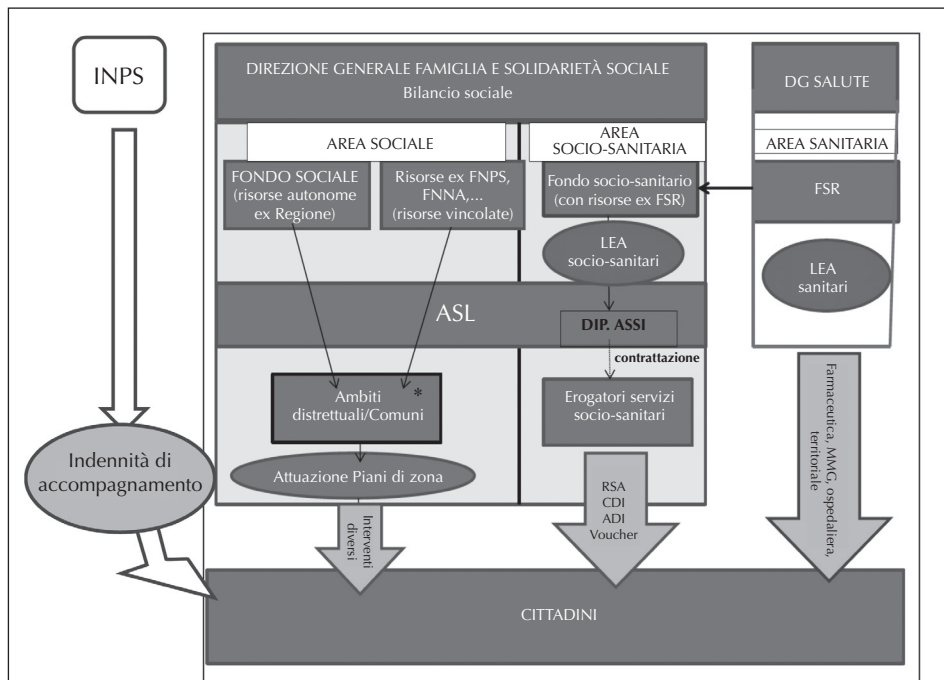 INPS
DIREZIONE GENERALE FAMIGLIA E SOLIDARIETÀ SOCIALE
Bilancio sociale
DG SALUTE
AREA SOCIALE
AREA
SOCIO-SANITARIA
AREA SANITARIA
FONDO SOCIALE
(risorse autonome
ex Regione)
Risorse ex FNPS,
FNNA,...
(risorse vincolate)
Fondo socio-sanitario
(con risorse ex FSR)
FSR
LEA
socio-sanitari
LEA
sanitari
ASL
DIP. ASSI
contrattazione
Ambiti *
distrettuali/Comuni
Erogatori servizi
socio-sanitari
Indennità di
accompagnamento
Attuazione Piani di zona
Interventi
diversi
RSA
CDI
ADI
Voucher
Farmaceutica, MMG, ospedaliera,
territoriale
CITTADINI